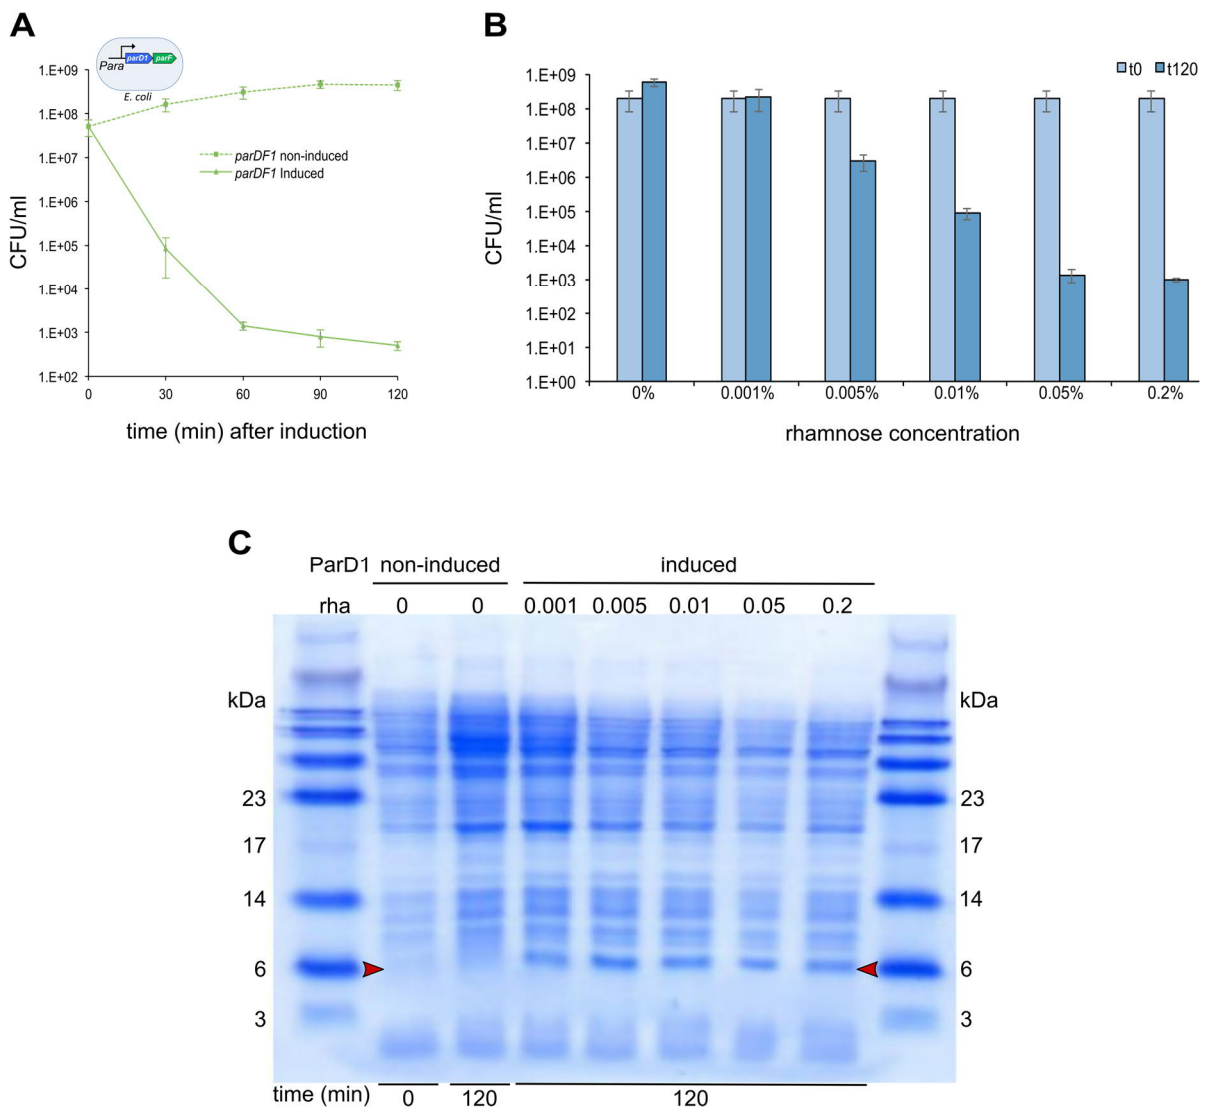 A
Para
parD1
parF
E. coli
1.E+09
1.E+08
1.E+07
1.E+06
1.E+05
1.E+04
1.E+03
1.E+02
CFU/ml
parDF1 non-induced
parDF1 Induced
0 30 60 90 120
time (min) after induction
B
t0 t120
1.E+09
1.E+08
1.E+07
1.E+06
1.E+05
1.E+04
1.E+03
1.E+02
1.E+01
1.E+00
CFU/ml
0% 0.001% 0.005% 0.01% 0.05% 0.2%
rhamnose concentration
C
ParD1 non-induced induced
rha 0 0 0.001 0.005 0.01 0.05 0.2
kDa kDa
23 23
17 17
14 14
6 6
3 3
time (min) 0 120 120